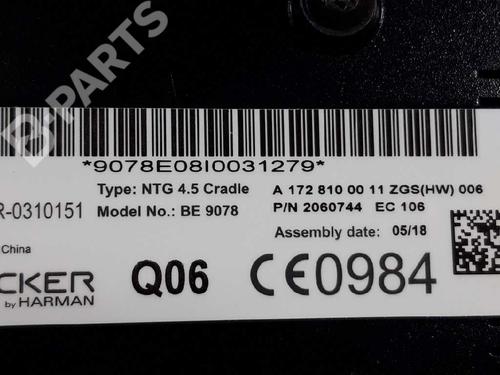 B-PARTS
*9078E08I0031279*
Type: NTG 4.5 Cradle A 172 810 00 11 ZGS(HW) 006
R-0310151 Model No.: BE 9078 P/N 2060744 EC 106
Assembly date: 05/18
China
CKER
by HARMAN
Q06 CE0984